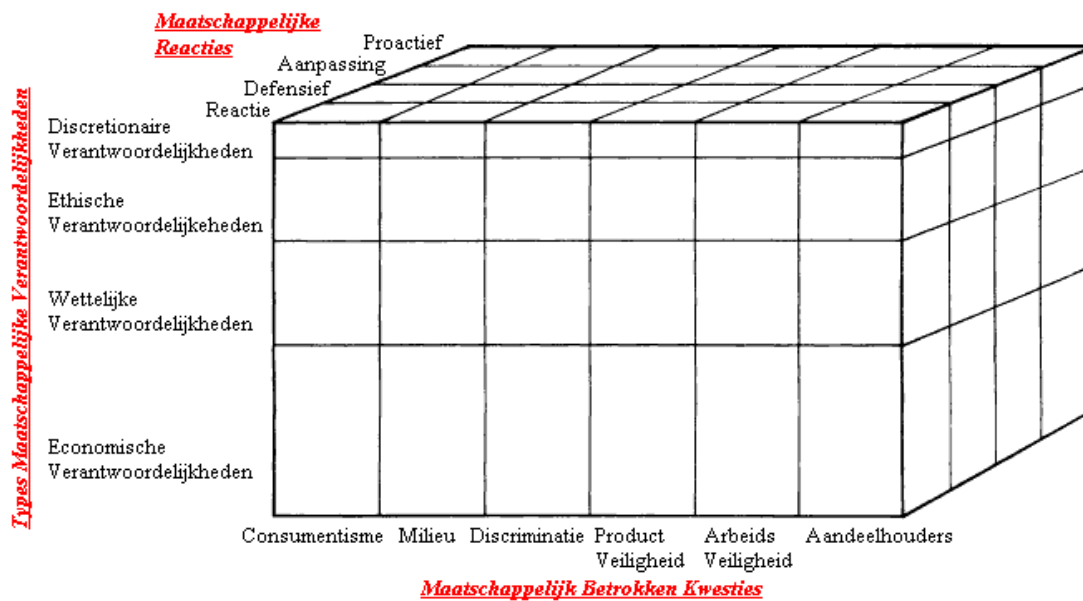 Maatschappelijke
Reacties
Proactief
Aanpassing
Defensief
Reactie
Types Maatschappelijke Verantwoordelijkheden
Discretionaire
Verantwoordelijkheden
Ethische
Verantwoordelijkeheden
Wettelijke
Verantwoordelijkheden
Economische
Verantwoordelijkheden
Consumentisme Milieu Discriminatie Product Arbeids Aandeelhouders
Veiligheid Veiligheid
Maatschappelijk Betrokken Kwesties